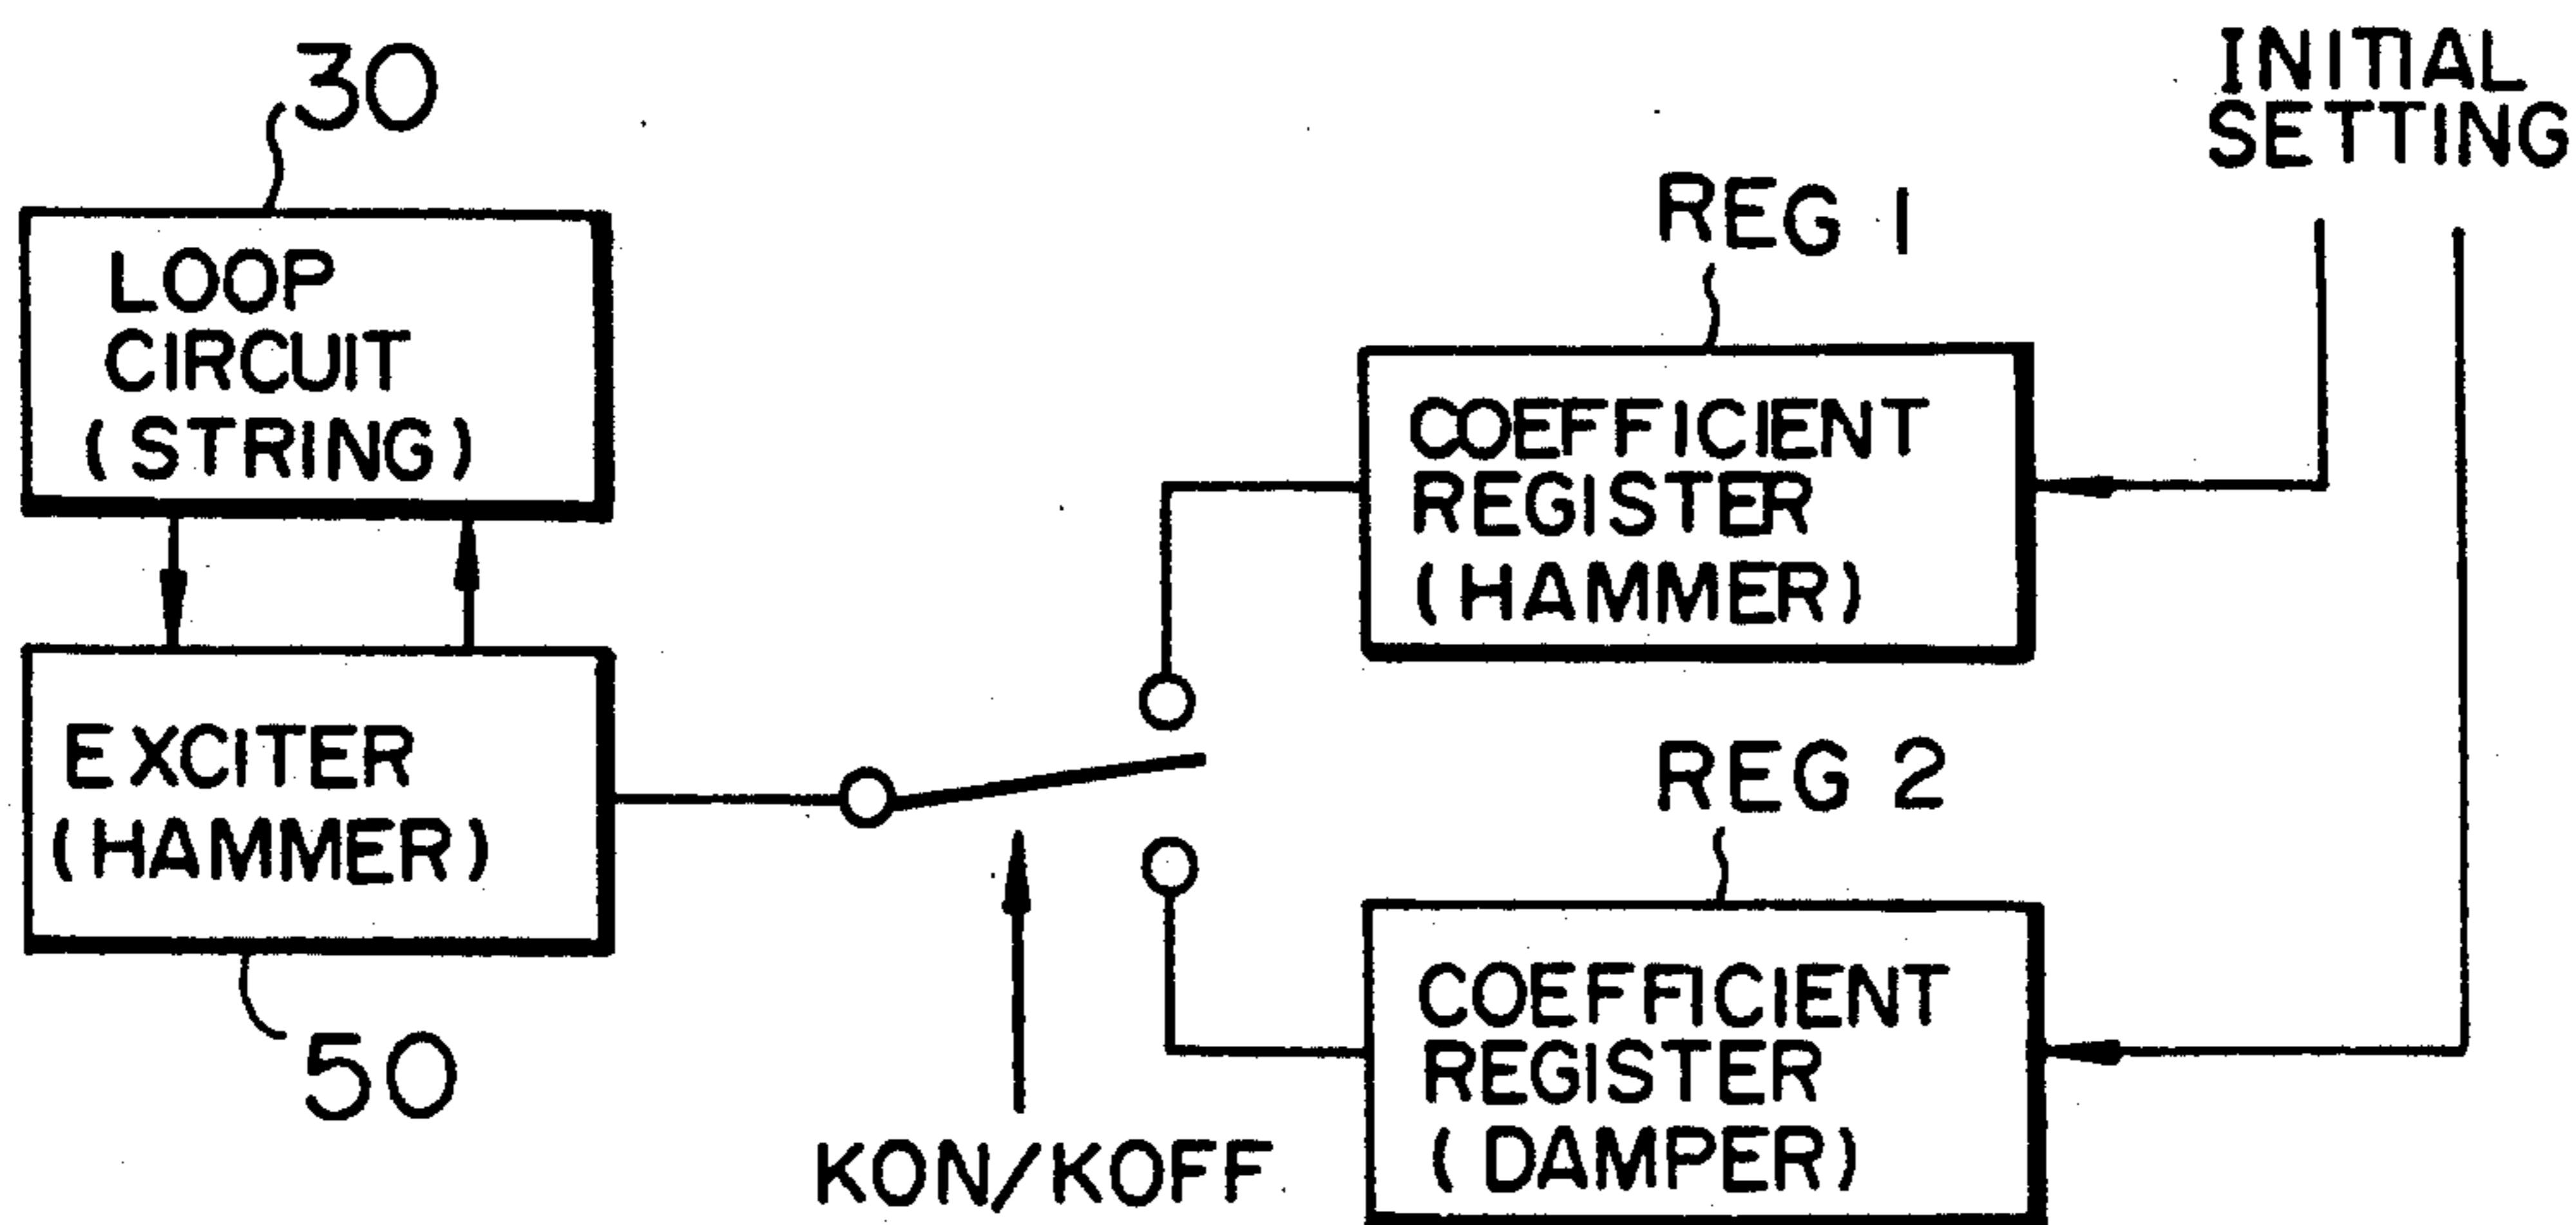 30
LOOP
CIRCUIT
(STRING)
EXCITER
(HAMMER)
50
KON/KOFF
REG 1
COEFFICIENT
REGISTER
(HAMMER)
REG 2
COEFFICIENT
REGISTER
(DAMPER)
INITIAL
SETTING